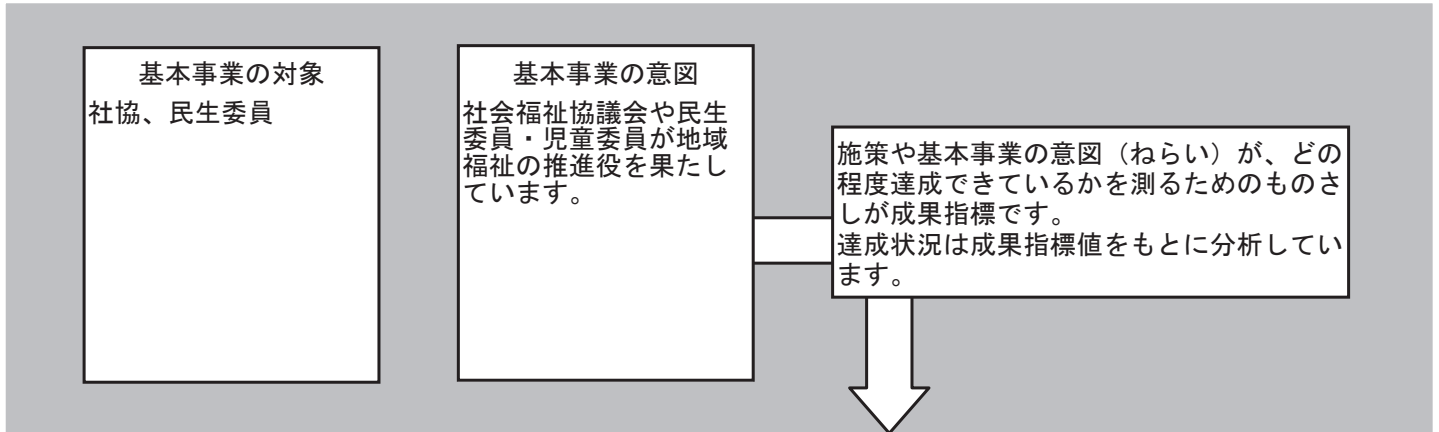 基本事業の対象
社協、民生委員
基本事業の意図
社会福祉協議会や民生
委員・児童委員が地域
福祉の推進役を果たし
ています。
施策や基本事業の意図（ねらい）が、どの
程度達成できているかを測るためのものさ
しが成果指標です。
達成状況は成果指標値をもとに分析してい
ます。